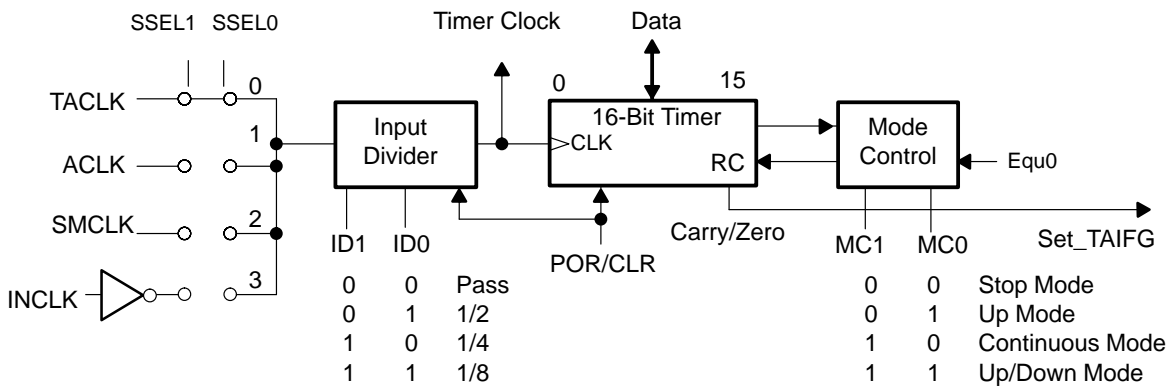 SSEL1 SSEL0 Timer Clock Data
0 0 15
TACLK
16-Bit Timer
1 Input Divider CLK Mode Control
ACLK RC Equ0
2
SMCLK
ID1 ID0 POR/CLR Carry/Zero MC1 MC0 Set_TAIFG
3
INCLK
0 0 Pass 0 0 Stop Mode
0 1 1/2 0 1 Up Mode
1 0 1/4 1 0 Continuous Mode
1 1 1/8 1 1 Up/Down Mode